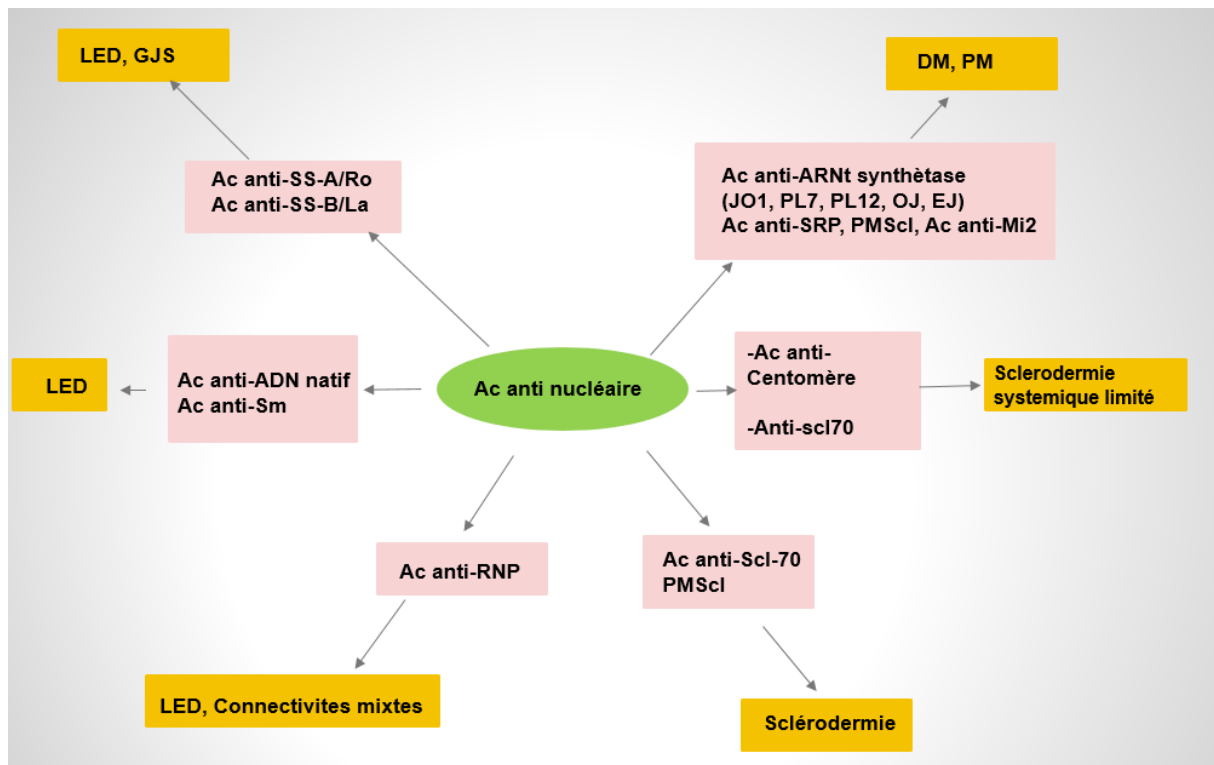 LED, GJS
DM, PM
Ac anti-SS-A/Ro
Ac anti-SS-B/La
Ac anti-ARNt synthètase
(JO1, PL7, PL12, OJ, EJ)
Ac anti-SRP, PMScl, Ac anti-Mi2
LED
Ac anti-ADN natif
Ac anti-Sm
Ac anti nucléaire
-Ac anti-
Centomère
-Anti-scl70
Sclerodermie
systemique limité
Ac anti-RNP
Ac anti-Scl-70
PMScl
LED, Connectivites mixtes
Sclérodermie